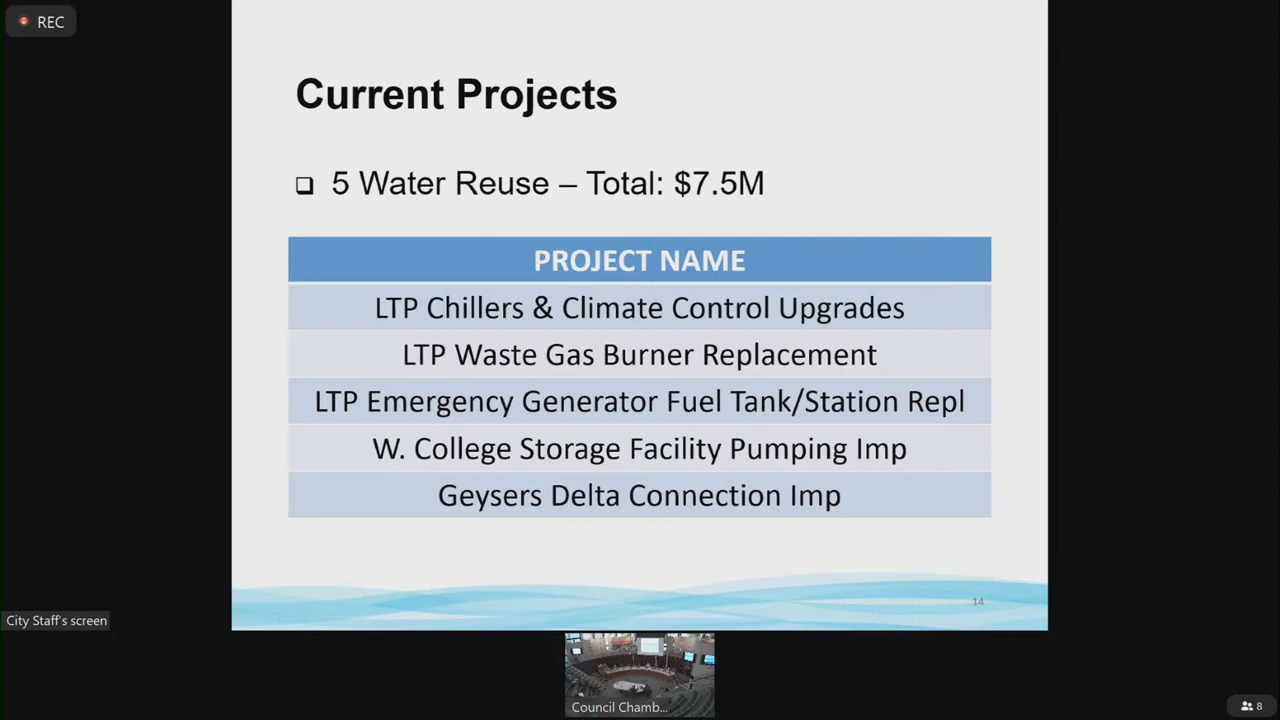 REC
Current Projects
❑ 5 Water Reuse – Total: $7.5M
PROJECT NAME
LTP Chillers & Climate Control Upgrades
LTP Waste Gas Burner Replacement
LTP Emergency Generator Fuel Tank/Station Repl
W. College Storage Facility Pumping Imp
Geysers Delta Connection Imp
14
City Staff's screen
Council Chamb...
8